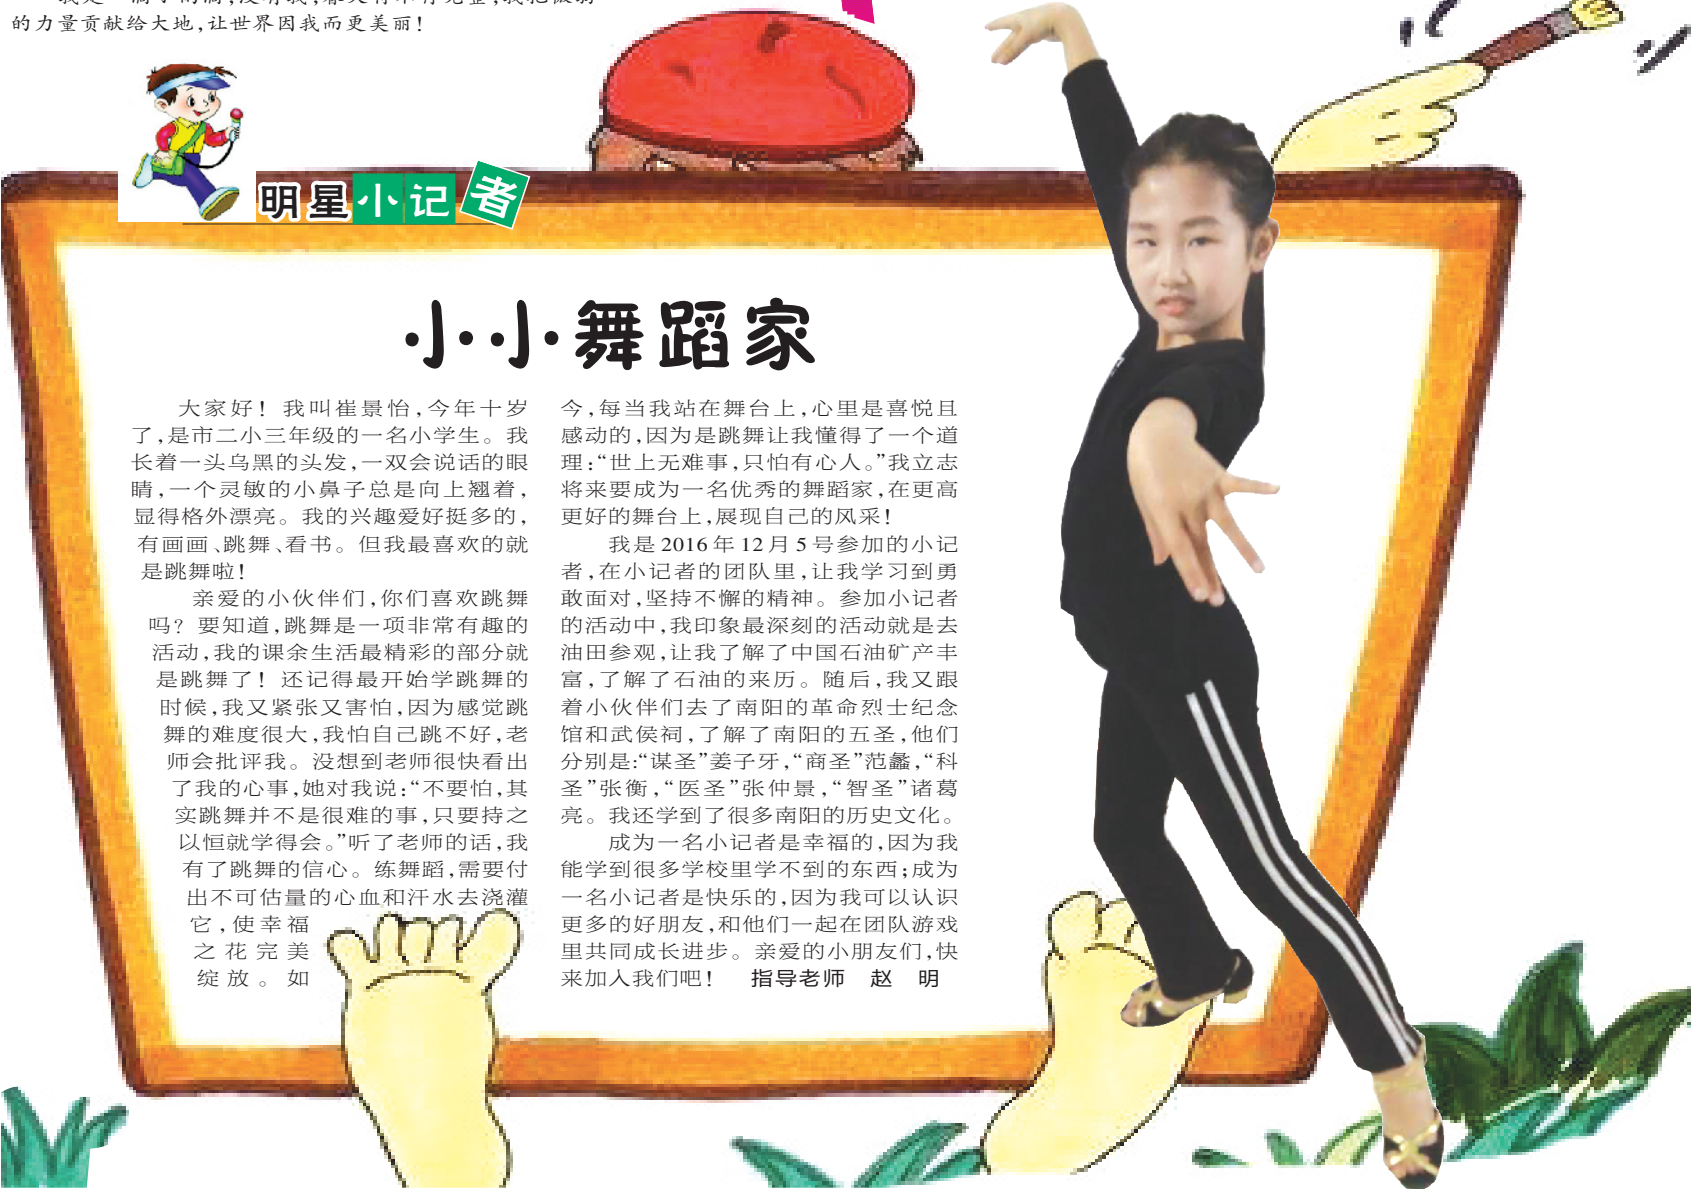 的力量贡献给大地,让世界因我而更美丽!
明星小记者
小小舞蹈家
大家好！我叫崔景怡,今年十岁
了,是市二小三年级的一名小学生。我
长着一头乌黑的头发,一双会说话的眼
睛,一个灵敏的小鼻子总是向上翘着,
显得格外漂亮。我的兴趣爱好挺多的,
有画画、跳舞、看书。但我最喜欢的就
是跳舞啦!
亲爱的小伙伴们,你们喜欢跳舞
吗？要知道,跳舞是一项非常有趣的
活动,我的课余生活最精彩的部分就
是跳舞了！还记得最开始学跳舞的
时候,我又紧张又害怕,因为感觉跳
舞的难度很大,我怕自己跳不好,老
师会批评我。没想到老师很快看出
了我的心事,她对我说:“不要怕,其
实跳舞并不是很难的事,只要持之
以恒就学得会。”听了老师的话,我
有了跳舞的信心。练舞蹈,需要付
出不可估量的心血和汗水去浇灌
它,使幸福
之花完美
绽放。如
今,每当我站在舞台上,心里是喜悦且
感动的,因为是跳舞让我懂得了一个道
理:“世上无难事,只怕有心人。”我立志
将来要成为一名优秀的舞蹈家,在更高
更好的舞台上,展现自己的风采!
我是2016年12月5号参加的小记
者,在小记者的团队里,让我学习到勇
敢面对,坚持不懈的精神。参加小记者
的活动中,我印象最深刻的活动就是去
油田参观,让我了解了中国石油矿产丰
富,了解了石油的来历。随后,我又跟
着小伙伴们去了南阳的革命烈士纪念
馆和武侯祠,了解了南阳的五圣,他们
分别是:“谋圣”姜子牙,“商圣”范蠡,“科
圣”张衡,“医圣”张仲景,“智圣”诸葛
亮。我还学到了很多南阳的历史文化。
成为一名小记者是幸福的,因为我
能学到很多学校里学不到的东西;成为
一名小记者是快乐的,因为我可以认识
更多的好朋友,和他们一起在团队游戏
里共同成长进步。亲爱的小朋友们,快
来加入我们吧!　指导老师　赵　明